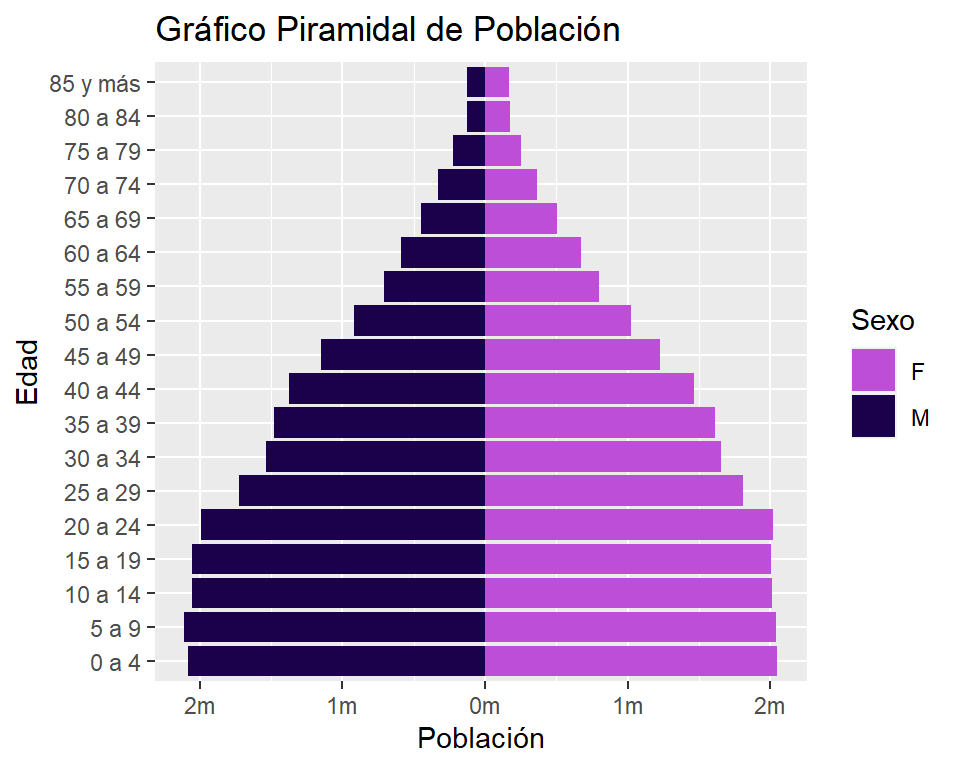 Gráfico Piramidal de Población
85 y más
80 a 84
75 a 79
70 a 74
65 a 69
60 a 64
55 a 59
50 a 54
45 a 49
40 a 44
35 a 39
30 a 34
25 a 29
20 a 24
15 a 19
10 a 14
5 a 9
0 a 4
Edad
2m 1m 0m 1m 2m
Población
Sexo
F
M